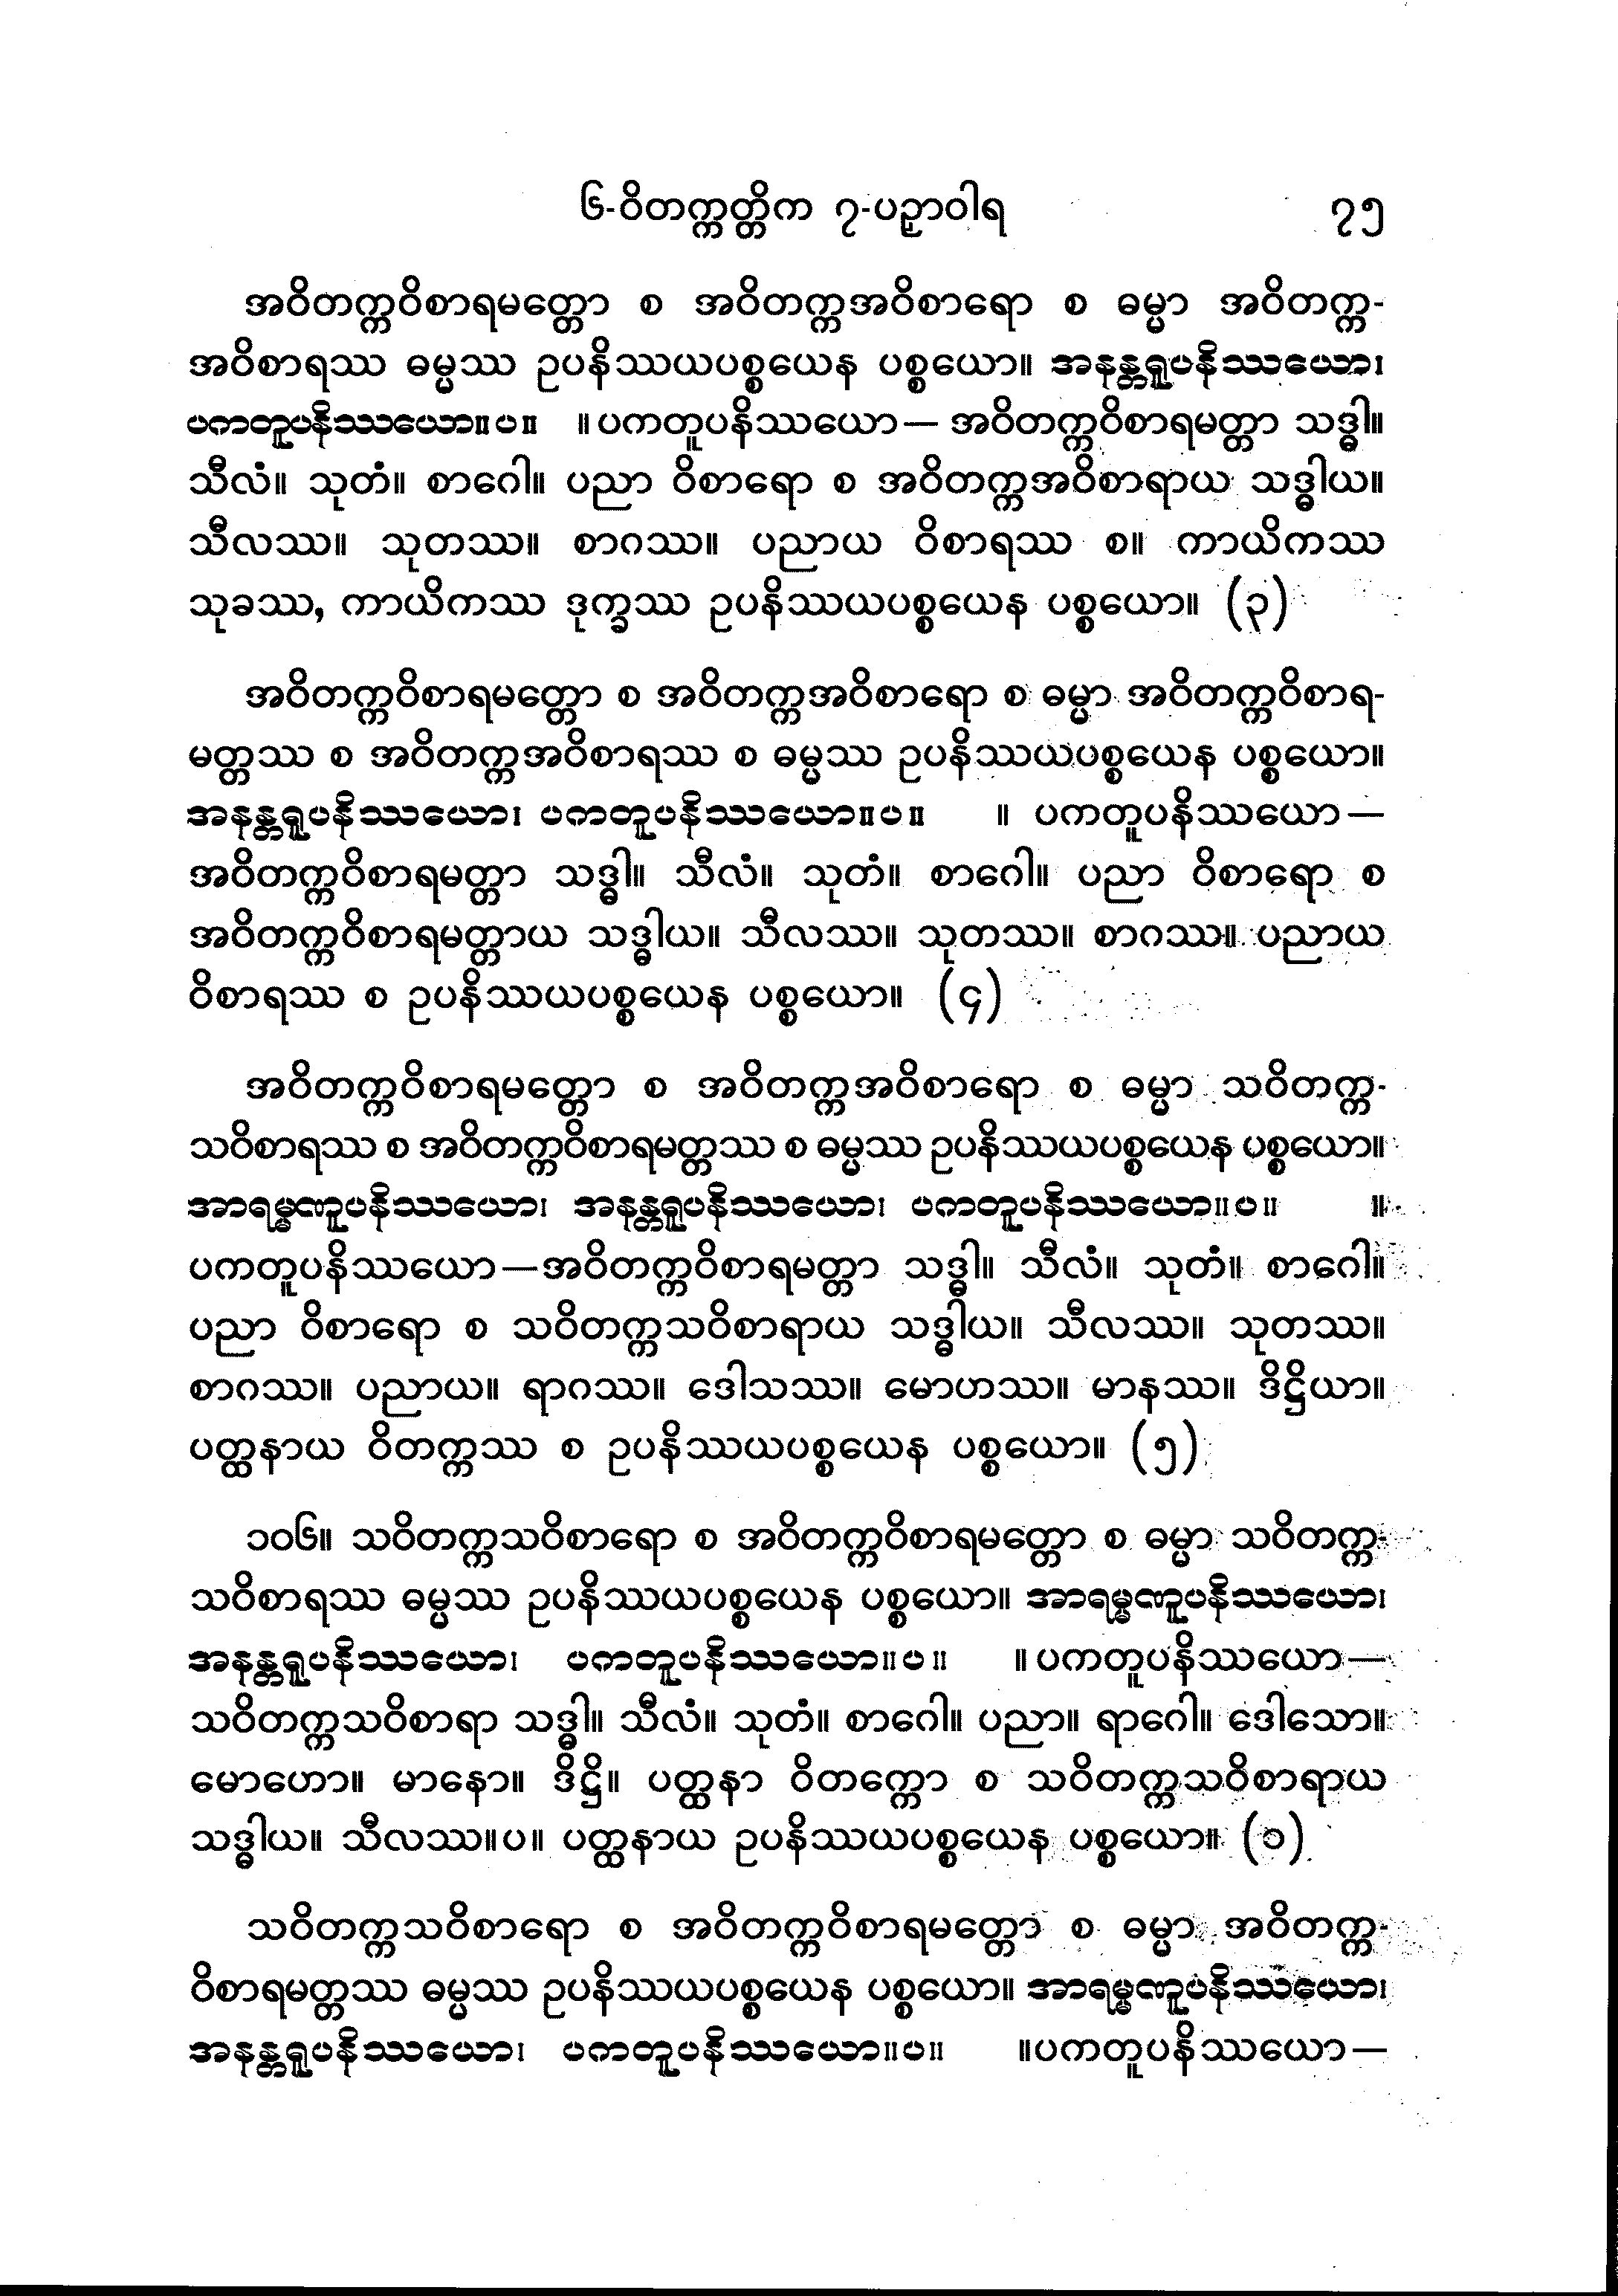 ၆-ဝိတက္ကတ္တိက ၇-ပဉှာဝါရ ၇၅
အဝိတက္ကဝိစာရမတ္တော စ အဝိတက္ကအဝိစာရော စ ဓမ္မာ အဝိတက္က-
အဝိစာရဿ ဓမ္မဿ ဥပနိဿယပစ္စယေန ပစ္စယော။ အနန္တရူပနိဿယော၊
ပကတူပနိဿယော။ပ။ ။ပကတူပနိဿယော— အဝိတက္ကဝိစာရမတ္တာ သဒ္ဓါ။
သီလံ။ သုတံ။ စာဂေါ။ ပညာ ဝိစာရော စ အဝိတက္ကအဝိစာရာယ သဒ္ဓါယ။
သီလဿ။ သုတဿ။ စာဂဿ။ ပညာယ ဝိစာရဿ စ။ ကာယိကဿ
သုခဿ, ကာယိကဿ ဒုက္ခဿ ဥပနိဿယပစ္စယေန ပစ္စယော။ (၃)
အဝိတက္ကဝိစာရမတ္တော စ အဝိတက္ကအဝိစာရော စ ဓမ္မာ အဝိတက္ကဝိစာရ-
မတ္တဿ စ အဝိတက္ကအဝိစာရဿ စ ဓမ္မဿ ဥပနိဿယပစ္စယေန ပစ္စယော။
အနန္တရူပနိဿယော၊ ပကတူပနိဿယော။ပ။ ။ ပကတူပနိဿယော—
အဝိတက္ကဝိစာရမတ္တာ သဒ္ဓါ။ သီလံ။ သုတံ။ စာဂေါ။ ပညာ ဝိစာရော စ
အဝိတက္ကဝိစာရမတ္တာယ သဒ္ဓါယ။ သီလဿ။ သုတဿ။ စာဂဿ။ ပညာယ
ဝိစာရဿ စ ဥပနိဿယပစ္စယေန ပစ္စယော။ (၄)
အဝိတက္ကဝိစာရမတ္တော စ အဝိတက္ကအဝိစာရော စ ဓမ္မာ သဝိတက္က-
သဝိစာရဿ စ အဝိတက္ကဝိစာရမတ္တဿ စ ဓမ္မဿ ဥပနိဿယပစ္စယေန ပစ္စယော။
အာရမ္မဏူပနိဿယော၊ အနန္တရူပနိဿယော၊ ပကတူပနိဿယော။ပ။ ။
ပကတူပနိဿယော—အဝိတက္ကဝိစာရမတ္တာ သဒ္ဓါ။ သီလံ။ သုတံ။ စာဂေါ။
ပညာ ဝိစာရော စ သဝိတက္ကသဝိစာရာယ သဒ္ဓါယ။ သီလဿ။ သုတဿ။
စာဂဿ။ ပညာယ။ ရာဂဿ။ ဒေါသဿ။ မောဟဿ။ မာနဿ။ ဒိဋ္ဌိယာ။
ပတ္ထနာယ ဝိတက္ကဿ စ ဥပနိဿယပစ္စယေန ပစ္စယော။ (၅)
၁၀၆။ သဝိတက္ကသဝိစာရော စ အဝိတက္ကဝိစာရမတ္တော စ ဓမ္မာ သဝိတက္က-
သဝိစာရဿ ဓမ္မဿ ဥပနိဿယပစ္စယေန ပစ္စယော။ အာရမ္မဏူပနိဿယော၊
အနန္တရူပနိဿယော၊ ပကတူပနိဿယော။ပ။ ။ပကတူပနိဿယော—
သဝိတက္ကသဝိစာရာ သဒ္ဓါ။ သီလံ။ သုတံ။ စာဂေါ။ ပညာ။ ရာဂေါ။ ဒေါသော။
မောဟော။ မာနော။ ဒိဋ္ဌိ။ ပတ္ထနာ ဝိတက္ကော စ သဝိတက္ကသဝိစာရာယ
သဒ္ဓါယ။ သီလဿ။ပ။ ပတ္ထနာယ ဥပနိဿယပစ္စယေန ပစ္စယော။ (၁)
သဝိတက္ကသဝိစာရော စ အဝိတက္ကဝိစာရမတ္တော စ ဓမ္မာ အဝိတက္က-
ဝိစာရမတ္တဿ ဓမ္မဿ ဥပနိဿယပစ္စယေန ပစ္စယော။ အာရမ္မဏူပနိဿယော၊
အနန္တရူပနိဿယော၊ ပကတူပနိဿယော။ပ။ ။ပကတူပနိဿယော—